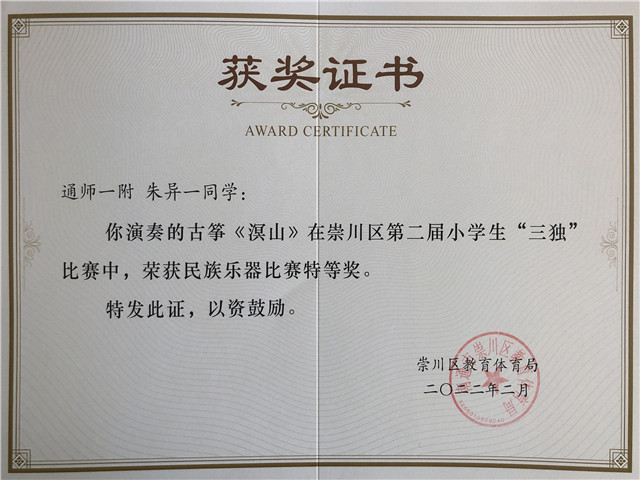 获奖证书
AWARD CERTIFICATE
通师一附 朱异一同学：
你演奏的古筝《溟山》在崇川区第二届小学生“三独”
比赛中，荣获民族乐器比赛特等奖。
特发此证，以资鼓励。
崇川区教育体育局
二〇二二年二月